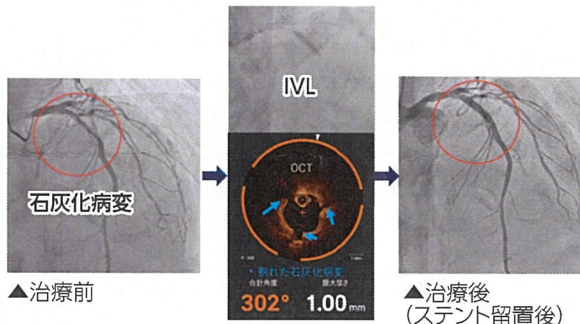 石灰化病変
▲治療前
IVL
OCT
* 割れた石灰化病変
合計角度 最大厚さ
302° 1.00 mm
▲治療後
(ステント留置後)